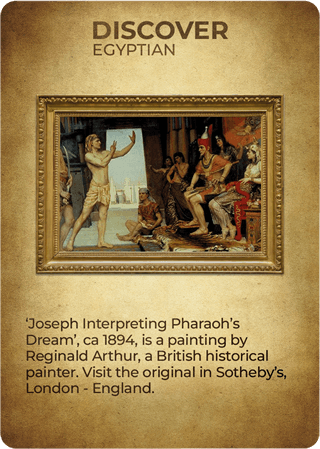 DISCOVER
EGYPTIAN
‘Joseph Interpreting Pharaoh’s
Dream’, ca 1894, is a painting by
Reginald Arthur, a British historical
painter. Visit the original in Sotheby’s,
London - England.